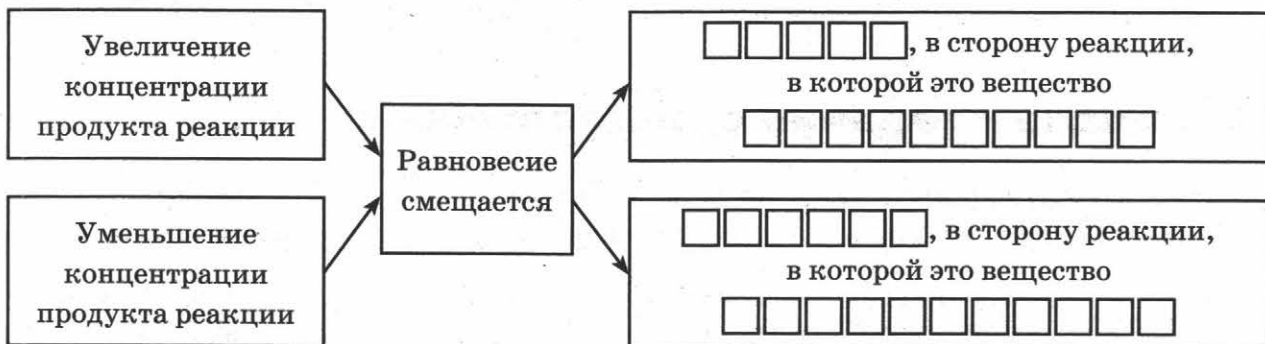 Увеличение
концентрации
продукта реакции
Уменьшение
концентрации
продукта реакции
Равновесие
смещается
, в сторону реакции,
в которой это вещество
, в сторону реакции,
в которой это вещество